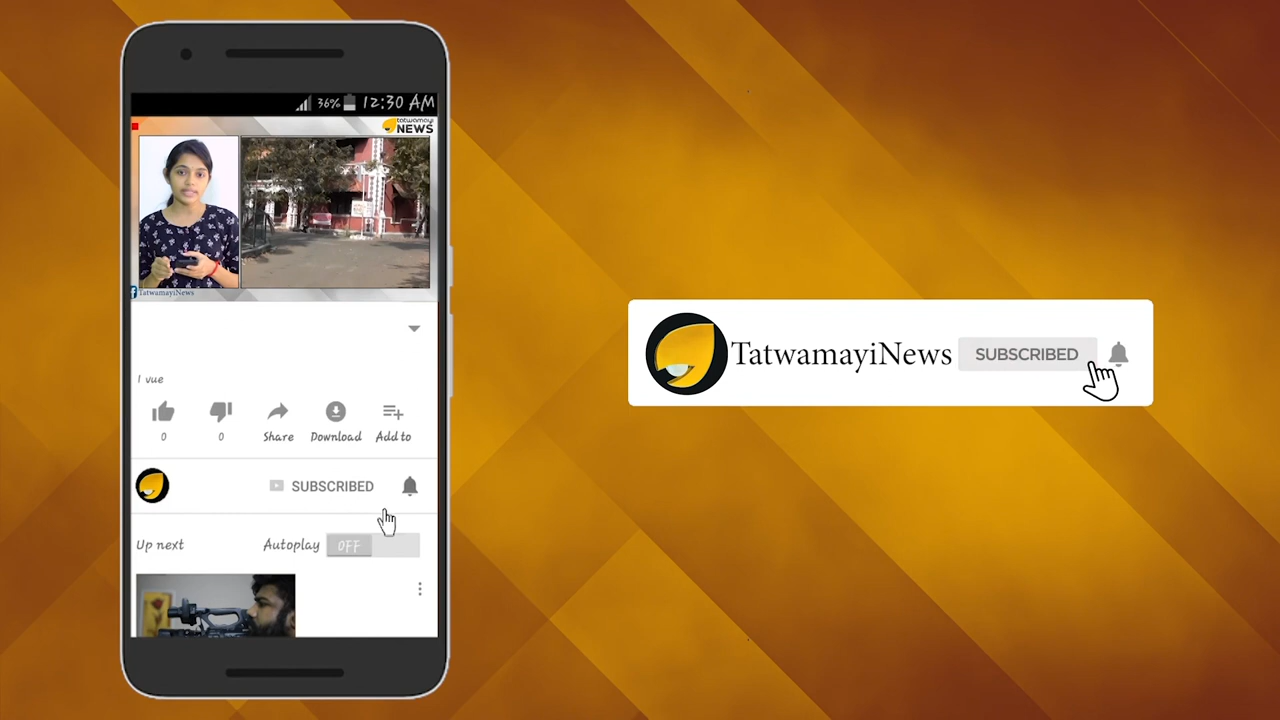 36% 12:30 AM
tatwamayi
NEWS
TatwamayiNews
1 vue
0 0 Share Download Add to
SUBSCRIBED
Up next Autoplay OFF
TatwamayiNews SUBSCRIBED